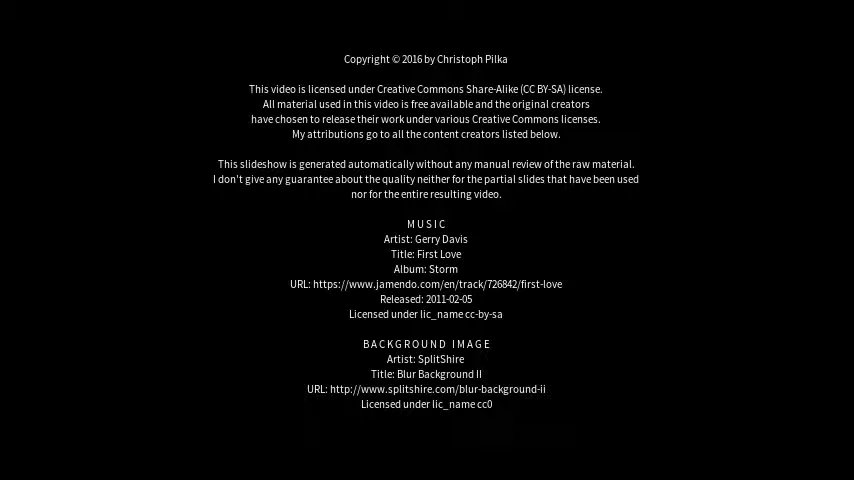 Copyright © 2016 by Christoph Pilka
This video is licensed under Creative Commons Share-Alike (CC BY-SA) license.
All material used in this video is free available and the original creators
have chosen to release their work under various Creative Commons licenses.
My attributions go to all the content creators listed below.
This slideshow is generated automatically without any manual review of the raw material.
I don't give any guarantee about the quality neither for the partial slides that have been used
nor for the entire resulting video.
M U S I C
Artist: Gerry Davis
Title: First Love
Album: Storm
URL: https://www.jamendo.com/en/track/726842/first-love
Released: 2011-02-05
Licensed under lic_name cc-by-sa
B A C K G R O U N D   I M A G E
Artist: SplitShire
Title: Blur Background II
URL: http://www.splitshire.com/blur-background-ii
Licensed under lic_name cc0